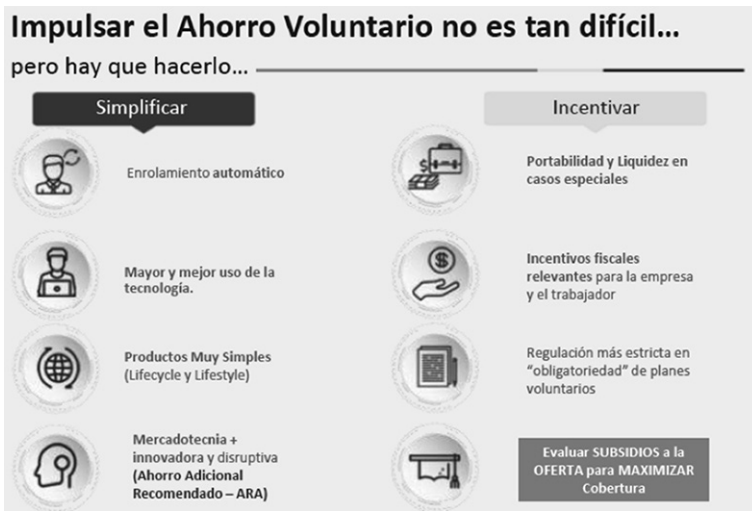 Impulsar el Ahorro Voluntario no es tan difícil...
pero hay que hacerlo...
Simplificar
Enrolamiento automático
Mayor y mejor uso de la
tecnología.
Productos Muy Simples
(Lifecycle y Lifestyle)
Mercadotecnia +
innovadora y disruptiva
(Ahorro Adicional
Recomendado – ARA)
Incentivar
Portabilidad y Liquidez en
casos especiales
Incentivos fiscales
relevantes para la empresa
y el trabajador
Regulación más estricta en
“obligatoriedad” de planes
voluntarios
Evaluar SUBSIDIOS a la
OFERTA para MAXIMIZAR
Cobertura